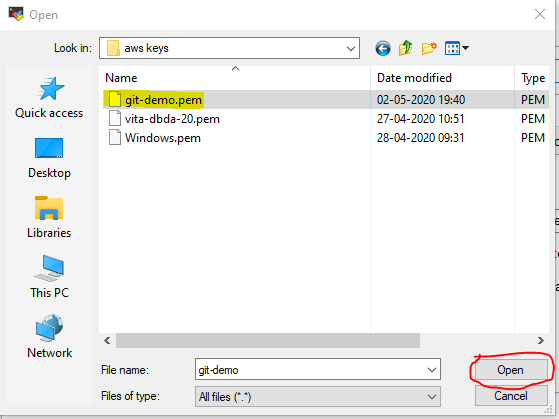 Open
Look in: aws keys
Name Date modified Type
git-demo.pem 02-05-2020 19:40 PEM
vita-dbda-20.pem 27-04-2020 10:51 PEM
Windows.pem 28-04-2020 09:31 PEM
Quick access
Desktop
Libraries
This PC
Network
File name: git-demo Open
Files of type: All files (*.*) Cancel